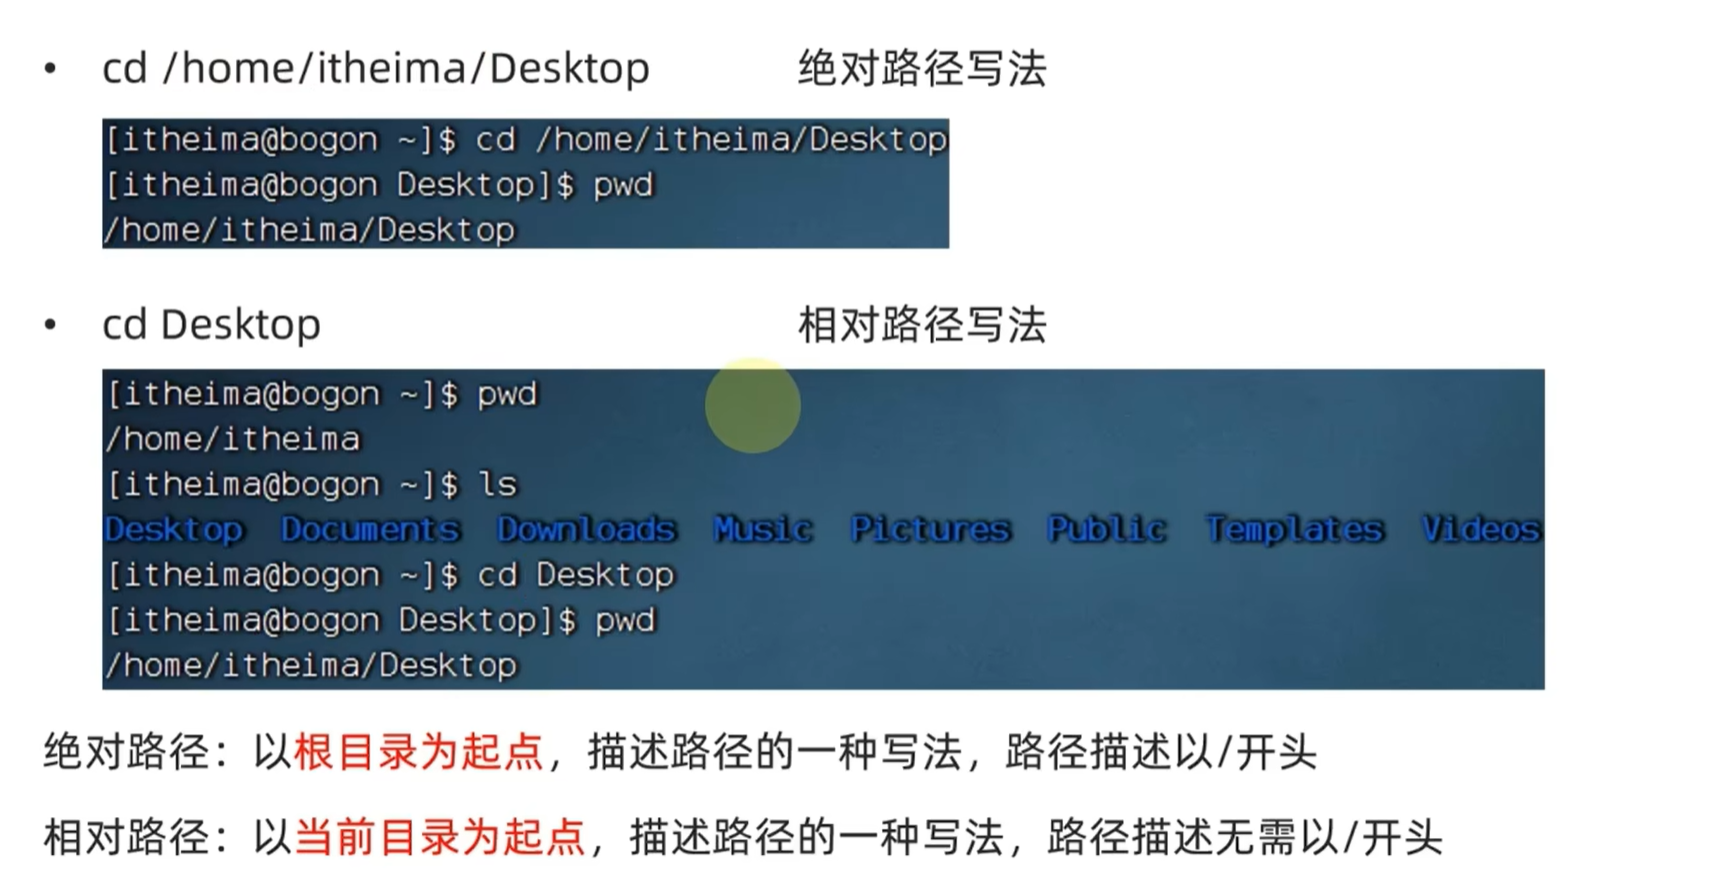 • cd /home/itheima/Desktop 绝对路径写法
[itheima@bogon ~]$ cd /home/itheima/Desktop
[itheima@bogon Desktop]$ pwd
/home/itheima/Desktop
• cd Desktop 相对路径写法
[itheima@bogon ~]$ pwd
/home/itheima
[itheima@bogon ~]$ ls
Desktop Documents Downloads Music Pictures Public Templates Videos
[itheima@bogon ~]$ cd Desktop
[itheima@bogon Desktop]$ pwd
/home/itheima/Desktop
绝对路径：以根目录为起点，描述路径的一种写法，路径描述以/开头
相对路径：以当前目录为起点，描述路径的一种写法，路径描述无需以/开头